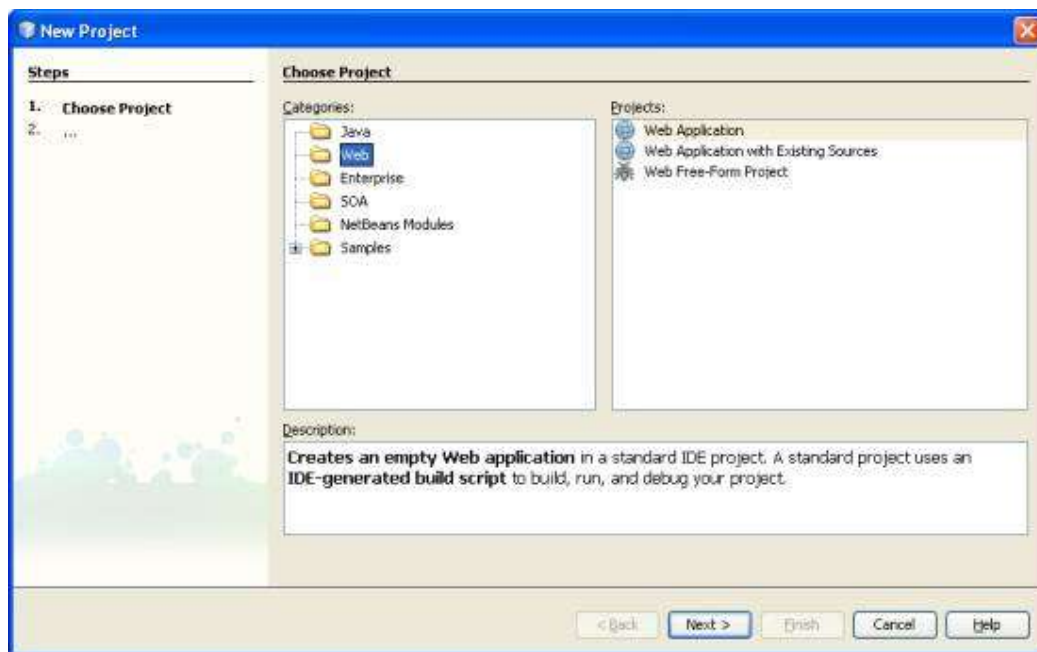 New Project
Steps
1. Choose Project
2. ...
Choose Project
Categories:
Java
Web
Enterprise
SOA
NetBeans Modules
Samples
Projects:
Web Application
Web Application with Existing Sources
Web Free-Form Project
Description:
Creates an empty Web application in a standard IDE project. A standard project uses an
IDE-generated build script to build, run, and debug your project.
< Back
Next >
Finish
Cancel
Help